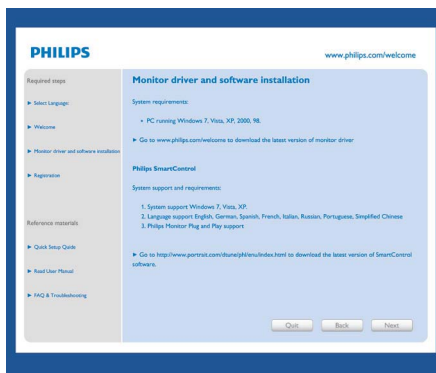 PHILIPS
www.philips.com/welcome
Required steps
► Select Language
► Welcome
► Monitor driver and software installation
► Registration
Reference materials
► Quick Setup Guide
► Read User Manual
► FAQ & Troubleshooting
Monitor driver and software installation
System requirements:
• PC running Windows 7, Vista, XP, 2000, 98.
► Go to www.philips.com/welcome to download the latest version of monitor driver
Philips SmartControl
System support and requirements:
1. System support Windows 7, Vista, XP.
2. Language support English, German, Spanish, French, Italian, Russian, Portuguese, Simplified Chinese
3. Philips Monitor Plug and Play support
► Go to http://www.portrait.com/dtune/phl/enu/index.html to download the latest version of SmartControl
software.
Quit Back Next